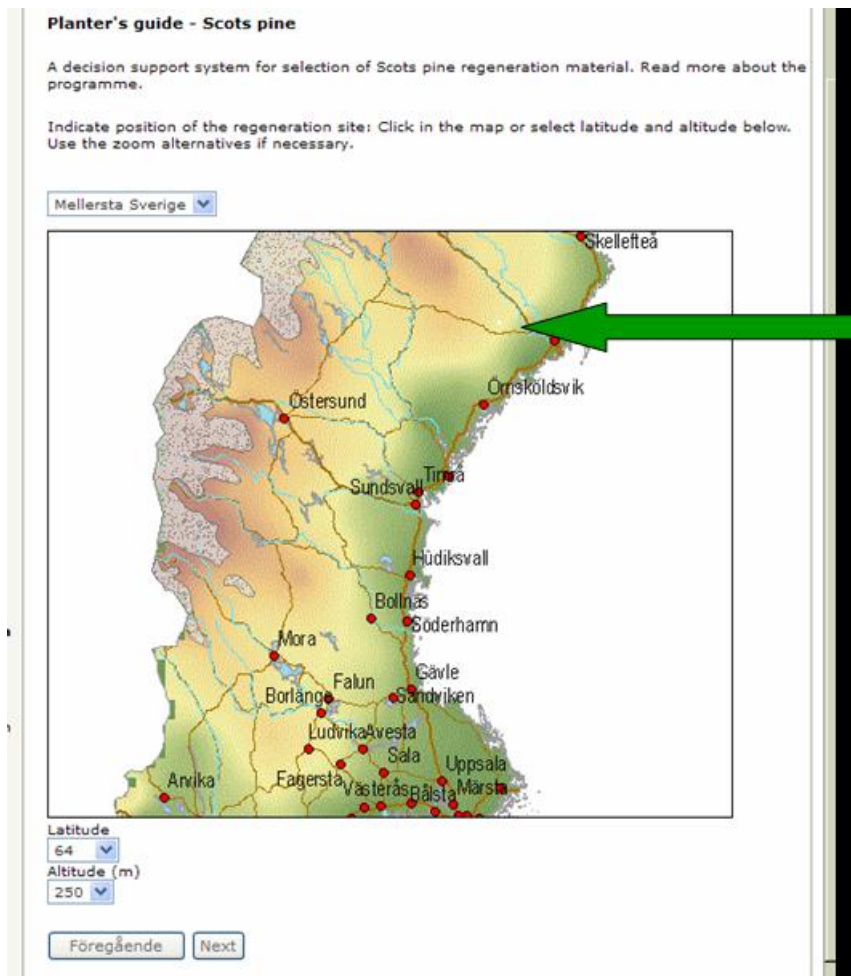 Planter's guide - Scots pine
A decision support system for selection of Scots pine regeneration material. Read more about the
programme.
Indicate position of the regeneration site: Click in the map or select latitude and altitude below.
Use the zoom alternatives if necessary.
Mellersta Sverige
Skellefteå
Örnsköldsvik
Östersund
Timrå
Sundsvall
Hudiksvall
Bollnäs
Söderhamn
Mora
Gävle
Falun
Borlänge
Sandviken
Ludvika
Avesta
Sala
Uppsala
Arvika
Fagersta
Västerås
Bålsta
Märsta
Latitude
64
Altitude (m)
250
Föregående
Next